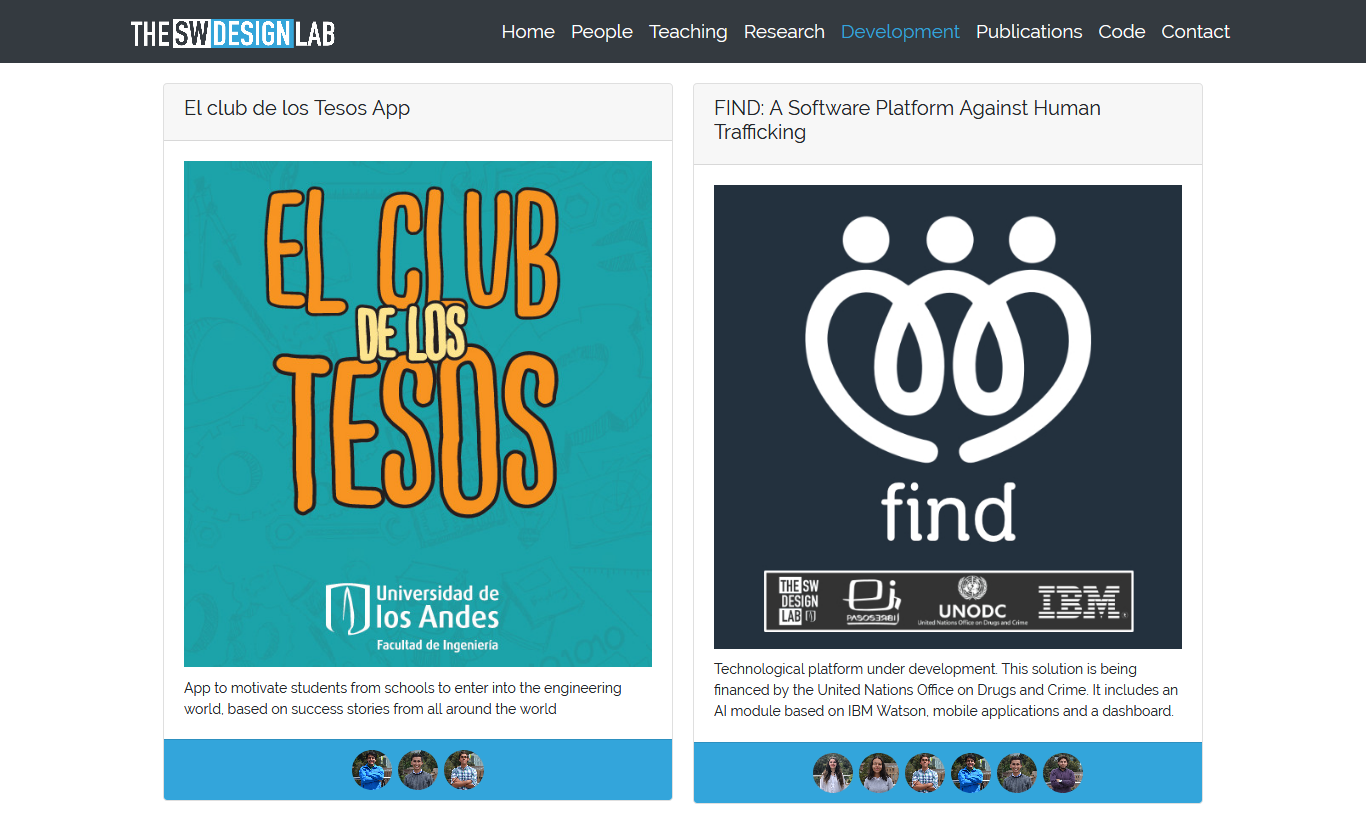 THE SW DESIGN LAB
Home People Teaching Research Development Publications Code Contact
El club de los Tesos App
EL CLUB
DE LOS
TESOS
Universidad de
los Andes
Facultad de Ingeniería
App to motivate students from schools to enter into the engineering
world, based on success stories from all around the world
FIND: A Software Platform Against Human
Trafficking
find
THE SW
DESIGN
LAB
PASOS3RBI
UNODC
United Nations Office on Drugs and Crime
IBM®
Technological platform under development. This solution is being
financed by the United Nations Office on Drugs and Crime. It includes an
AI module based on IBM Watson, mobile applications and a dashboard.